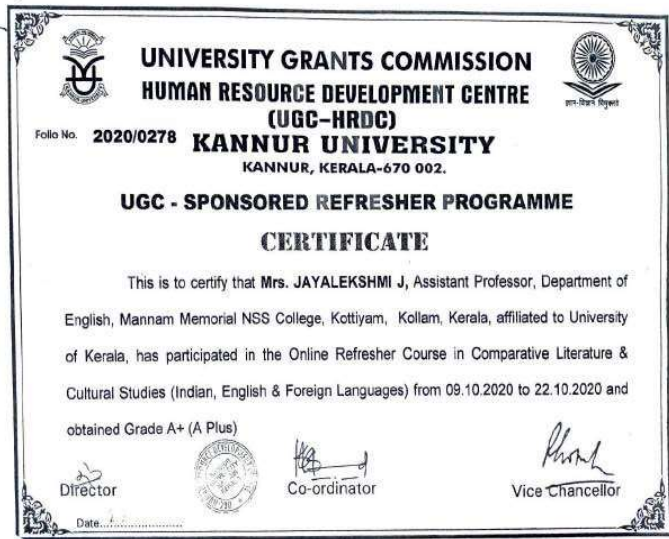 UNIVERSITY GRANTS COMMISSION
HUMAN RESOURCE DEVELOPMENT CENTRE
(UGC-HRDC)
ज्ञान-विज्ञान विमुक्तये
Folio No. 2020/0278
KANNUR UNIVERSITY
KANNUR, KERALA-670 002.
UGC - SPONSORED REFRESHER PROGRAMME
CERTIFICATE
This is to certify that Mrs. JAYALEKSHMI J, Assistant Professor, Department of
English, Mannam Memorial NSS College, Kottiyam, Kollam, Kerala, affiliated to University
of Kerala, has participated in the Online Refresher Course in Comparative Literature &
Cultural Studies (Indian, English & Foreign Languages) from 09.10.2020 to 22.10.2020 and
obtained Grade A+ (A Plus)
Director
Co-ordinator
Vice Chancellor
Date